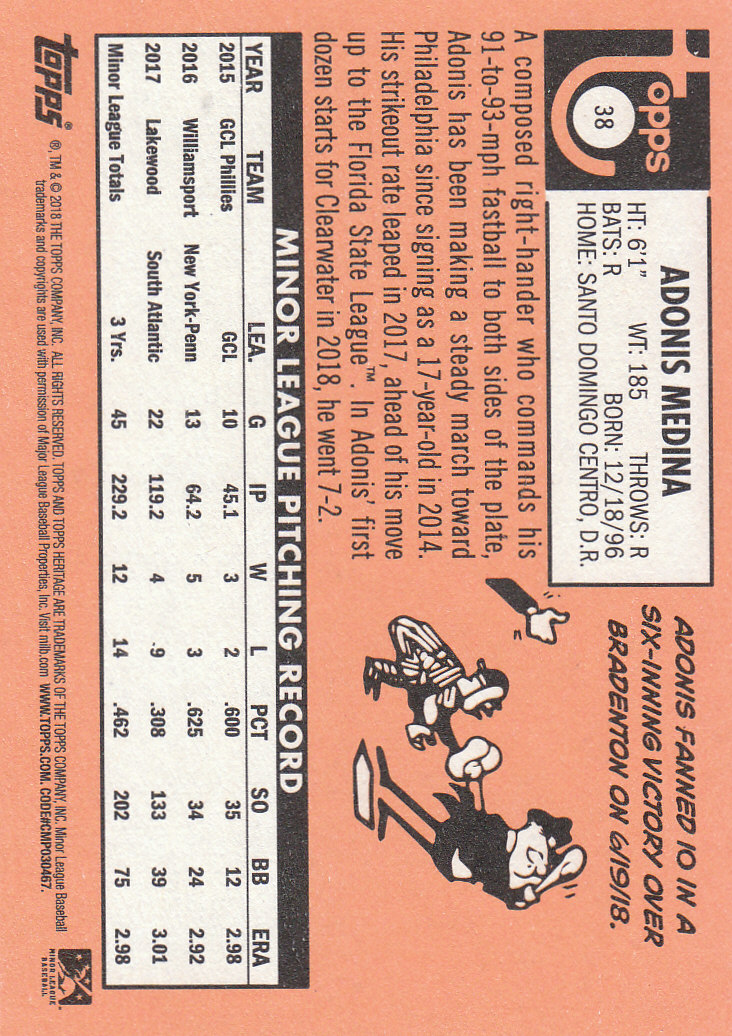 Topps
38
ADONIS MEDINA
HT: 6'1" WT: 185 THROWS: R
BATS: R BORN: 12/18/96
HOME: SANTO DOMINGO CENTRO, D.R.
A composed right-hander who commands his
91-to-93-mph fastball to both sides of the plate,
Adonis has been making a steady march toward
Philadelphia since signing as a 17-year-old in 2014.
His strikeout rate leaped in 2017, ahead of his move
up to the Florida State League™. In Adonis' first
dozen starts for Clearwater in 2018, he went 7-2.
ADONIS FANNED 10 IN A
SIX-INNING VICTORY OVER
BRADENTON ON 6/19/18.
MINOR LEAGUE PITCHING RECORD
YEAR TEAM LEA. G IP W L PCT SO BB ERA
2015 GCL Phillies GCL 10 45.1 3 2 .600 35 12 2.98
2016 Williamsport New York-Penn 13 64.2 5 3 .625 34 24 2.92
2017 Lakewood South Atlantic 22 119.2 4 .9 .308 133 39 3.01
Minor League Totals 3 Yrs. 45 229.2 12 14 .462 202 75 2.98
Topps®
®, TM & © 2018 THE TOPPS COMPANY, INC. ALL RIGHTS RESERVED. TOPPS AND TOPPS HERITAGE ARE TRADEMARKS OF THE TOPPS COMPANY, INC. Minor League Baseball
trademarks and copyrights are used with permission of Major League Baseball Properties, Inc. Visit milb.com WWW.TOPPS.COM. CODE#CMP030467.
MINOR LEAGUE
BASEBALL